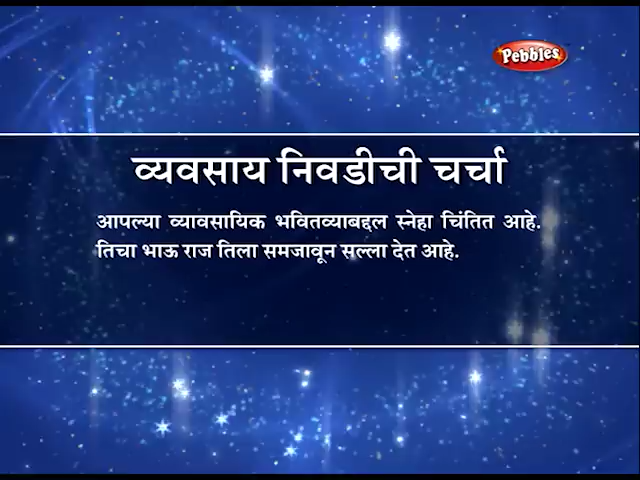 Pebbles
व्यवसाय निवडीची चर्चा
आपल्या व्यावसायिक भवितव्याबद्दल स्नेहा चिंतित आहे.
तिचा भाऊ राज तिला समजावून सल्ला देत आहे.